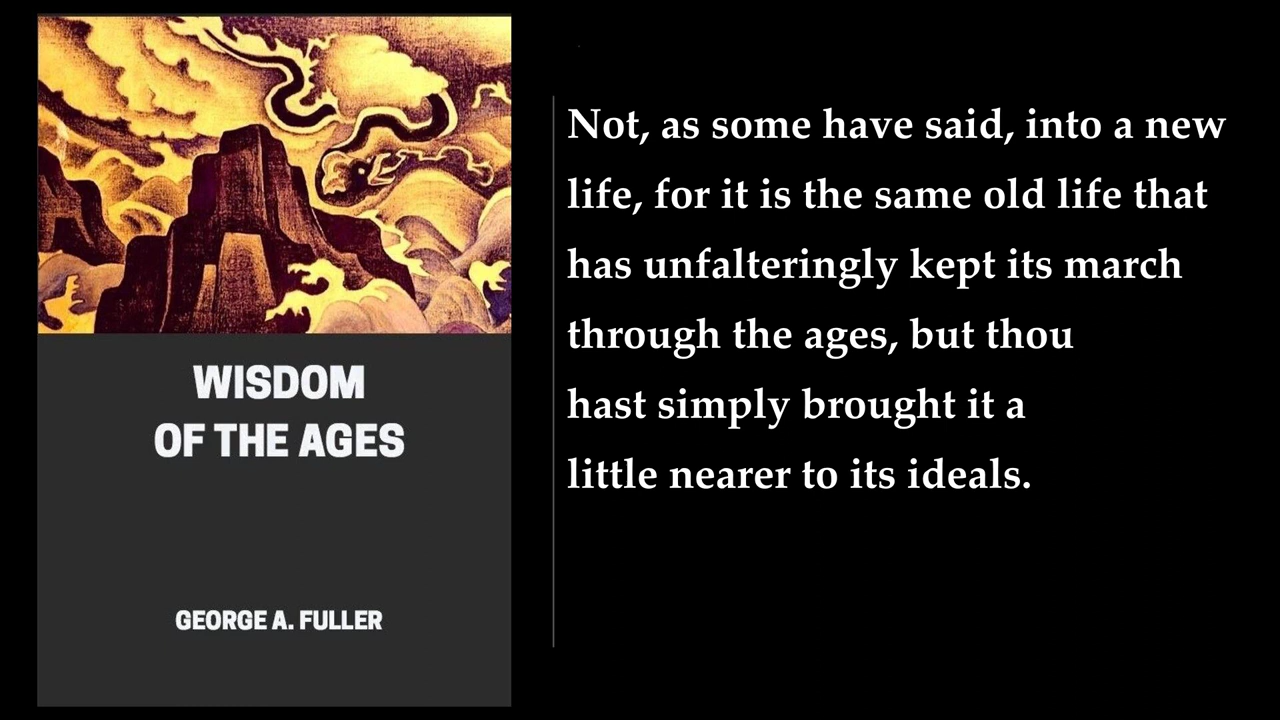 WISDOM
OF THE AGES
GEORGE A. FULLER
Not, as some have said, into a new
life, for it is the same old life that
has unfalteringly kept its march
through the ages, but thou
hast simply brought it a
little nearer to its ideals.